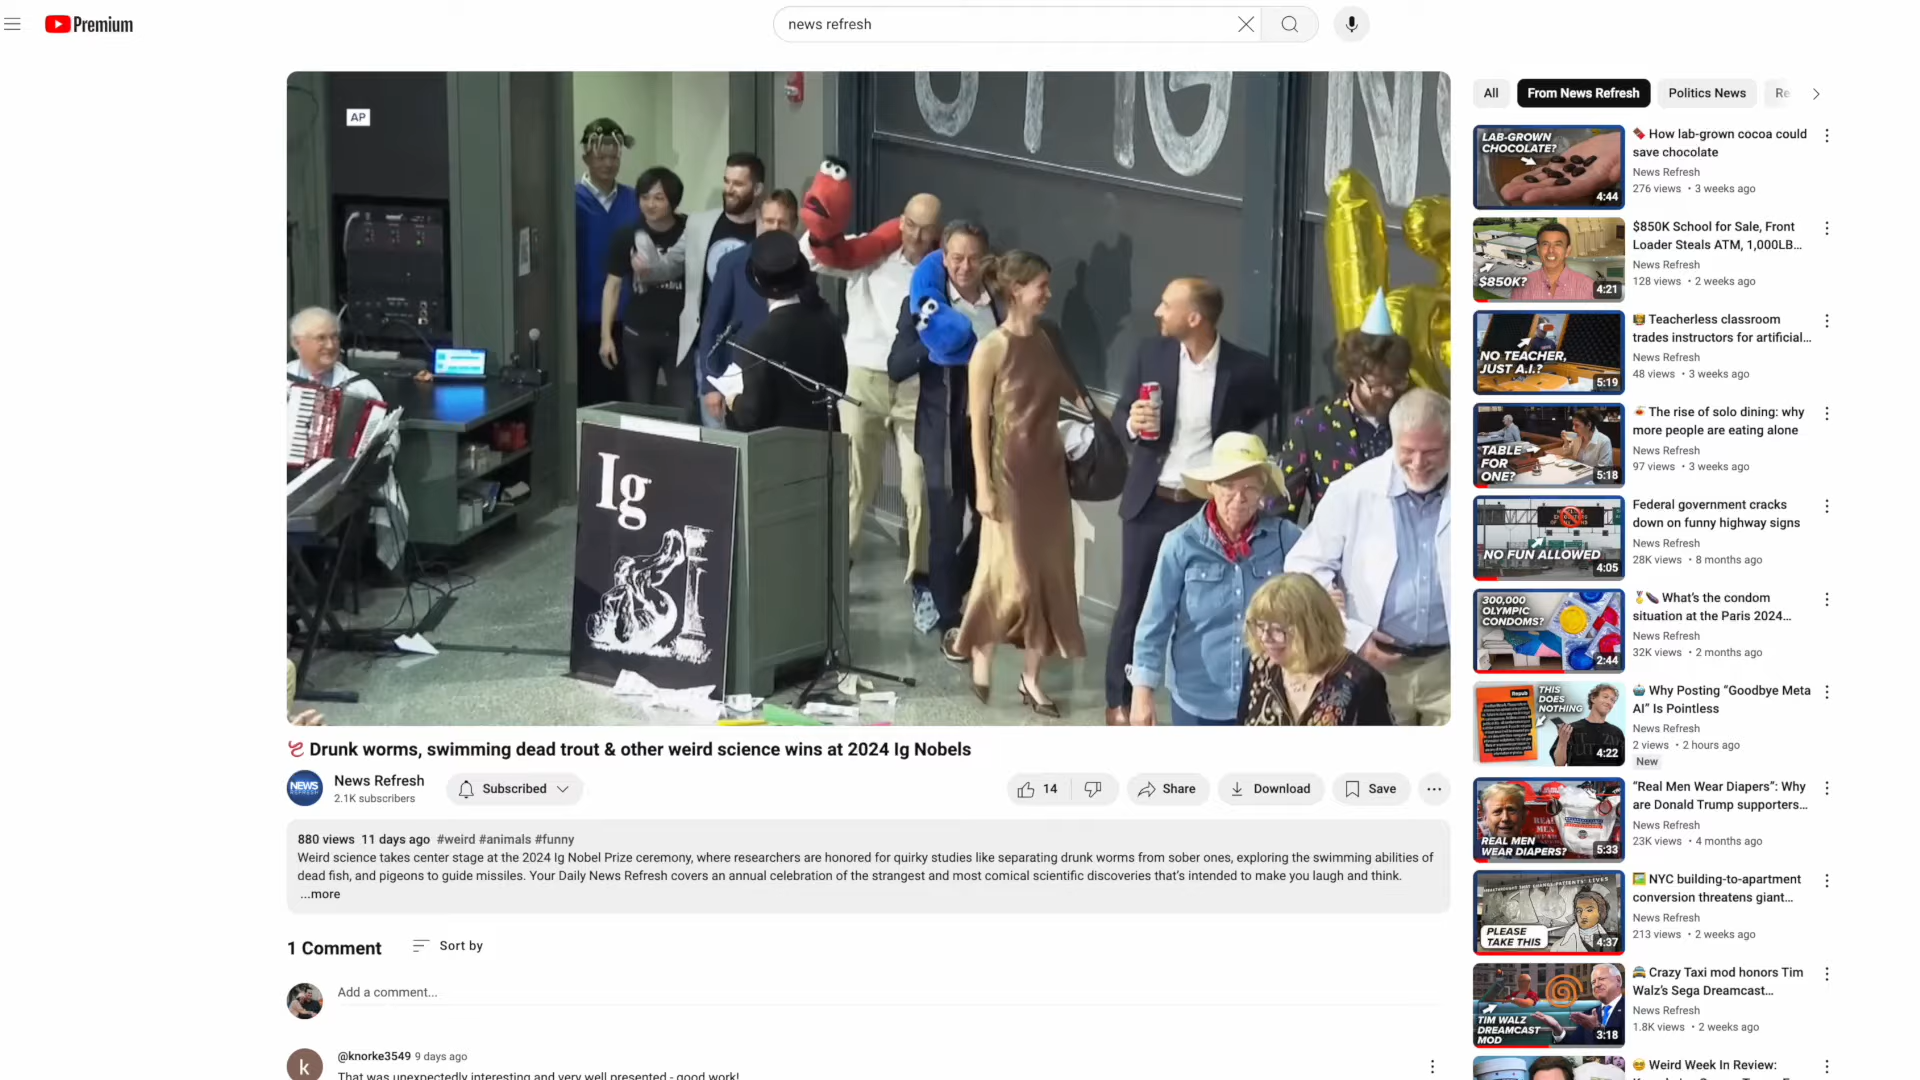 Premium
news refresh
AP
Ig
All
From News Refresh
Politics News
Re
LAB-GROWN
CHOCOLATE?
4:44
How lab-grown cocoa could
save chocolate
News Refresh
276 views • 3 weeks ago
$850K?
4:21
$850K School for Sale, Front
Loader Steals ATM, 1,000LB...
News Refresh
128 views • 2 weeks ago
NO TEACHER,
JUST A.I.?
5:19
Teacherless classroom
trades instructors for artificial...
News Refresh
48 views • 3 weeks ago
TABLE
FOR
ONE?
5:18
The rise of solo dining: why
more people are eating alone
News Refresh
97 views • 3 weeks ago
NO FUN ALLOWED
4:05
Federal government cracks
down on funny highway signs
News Refresh
28K views • 8 months ago
300,000
OLYMPIC
CONDOMS?
2:44
What's the condom
situation at the Paris 2024...
News Refresh
32K views • 2 months ago
THIS
DOES
NOTHING
4:22
Why Posting “Goodbye Meta
AI” Is Pointless
News Refresh
2 views • 2 hours ago
New
REAL MEN
WEAR DIAPERS?
5:33
“Real Men Wear Diapers”: Why
are Donald Trump supporters...
News Refresh
23K views • 4 months ago
PLEASE
TAKE THIS
4:37
NYC building-to-apartment
conversion threatens giant...
News Refresh
213 views • 2 weeks ago
TIM WALZ
DREAMCAST
MOD
3:18
Crazy Taxi mod honors Tim
Walz's Sega Dreamcast...
News Refresh
1.8K views • 2 weeks ago
Weird Week In Review:
Drunk worms, swimming dead trout & other weird science wins at 2024 Ig Nobels
NEWS
News Refresh
2.1K subscribers
Subscribed
14
Share
Download
Save
880 views 11 days ago #weird #animals #funny
Weird science takes center stage at the 2024 Ig Nobel Prize ceremony, where researchers are honored for quirky studies like separating drunk worms from sober ones, exploring the swimming abilities of
dead fish, and pigeons to guide missiles. Your Daily News Refresh covers an annual celebration of the strangest and most comical scientific discoveries that's intended to make you laugh and think.
...more
1 Comment
Sort by
Add a comment...
k
@knorke3549 9 days ago
That was unexpectedly interesting and very well presented - good work!